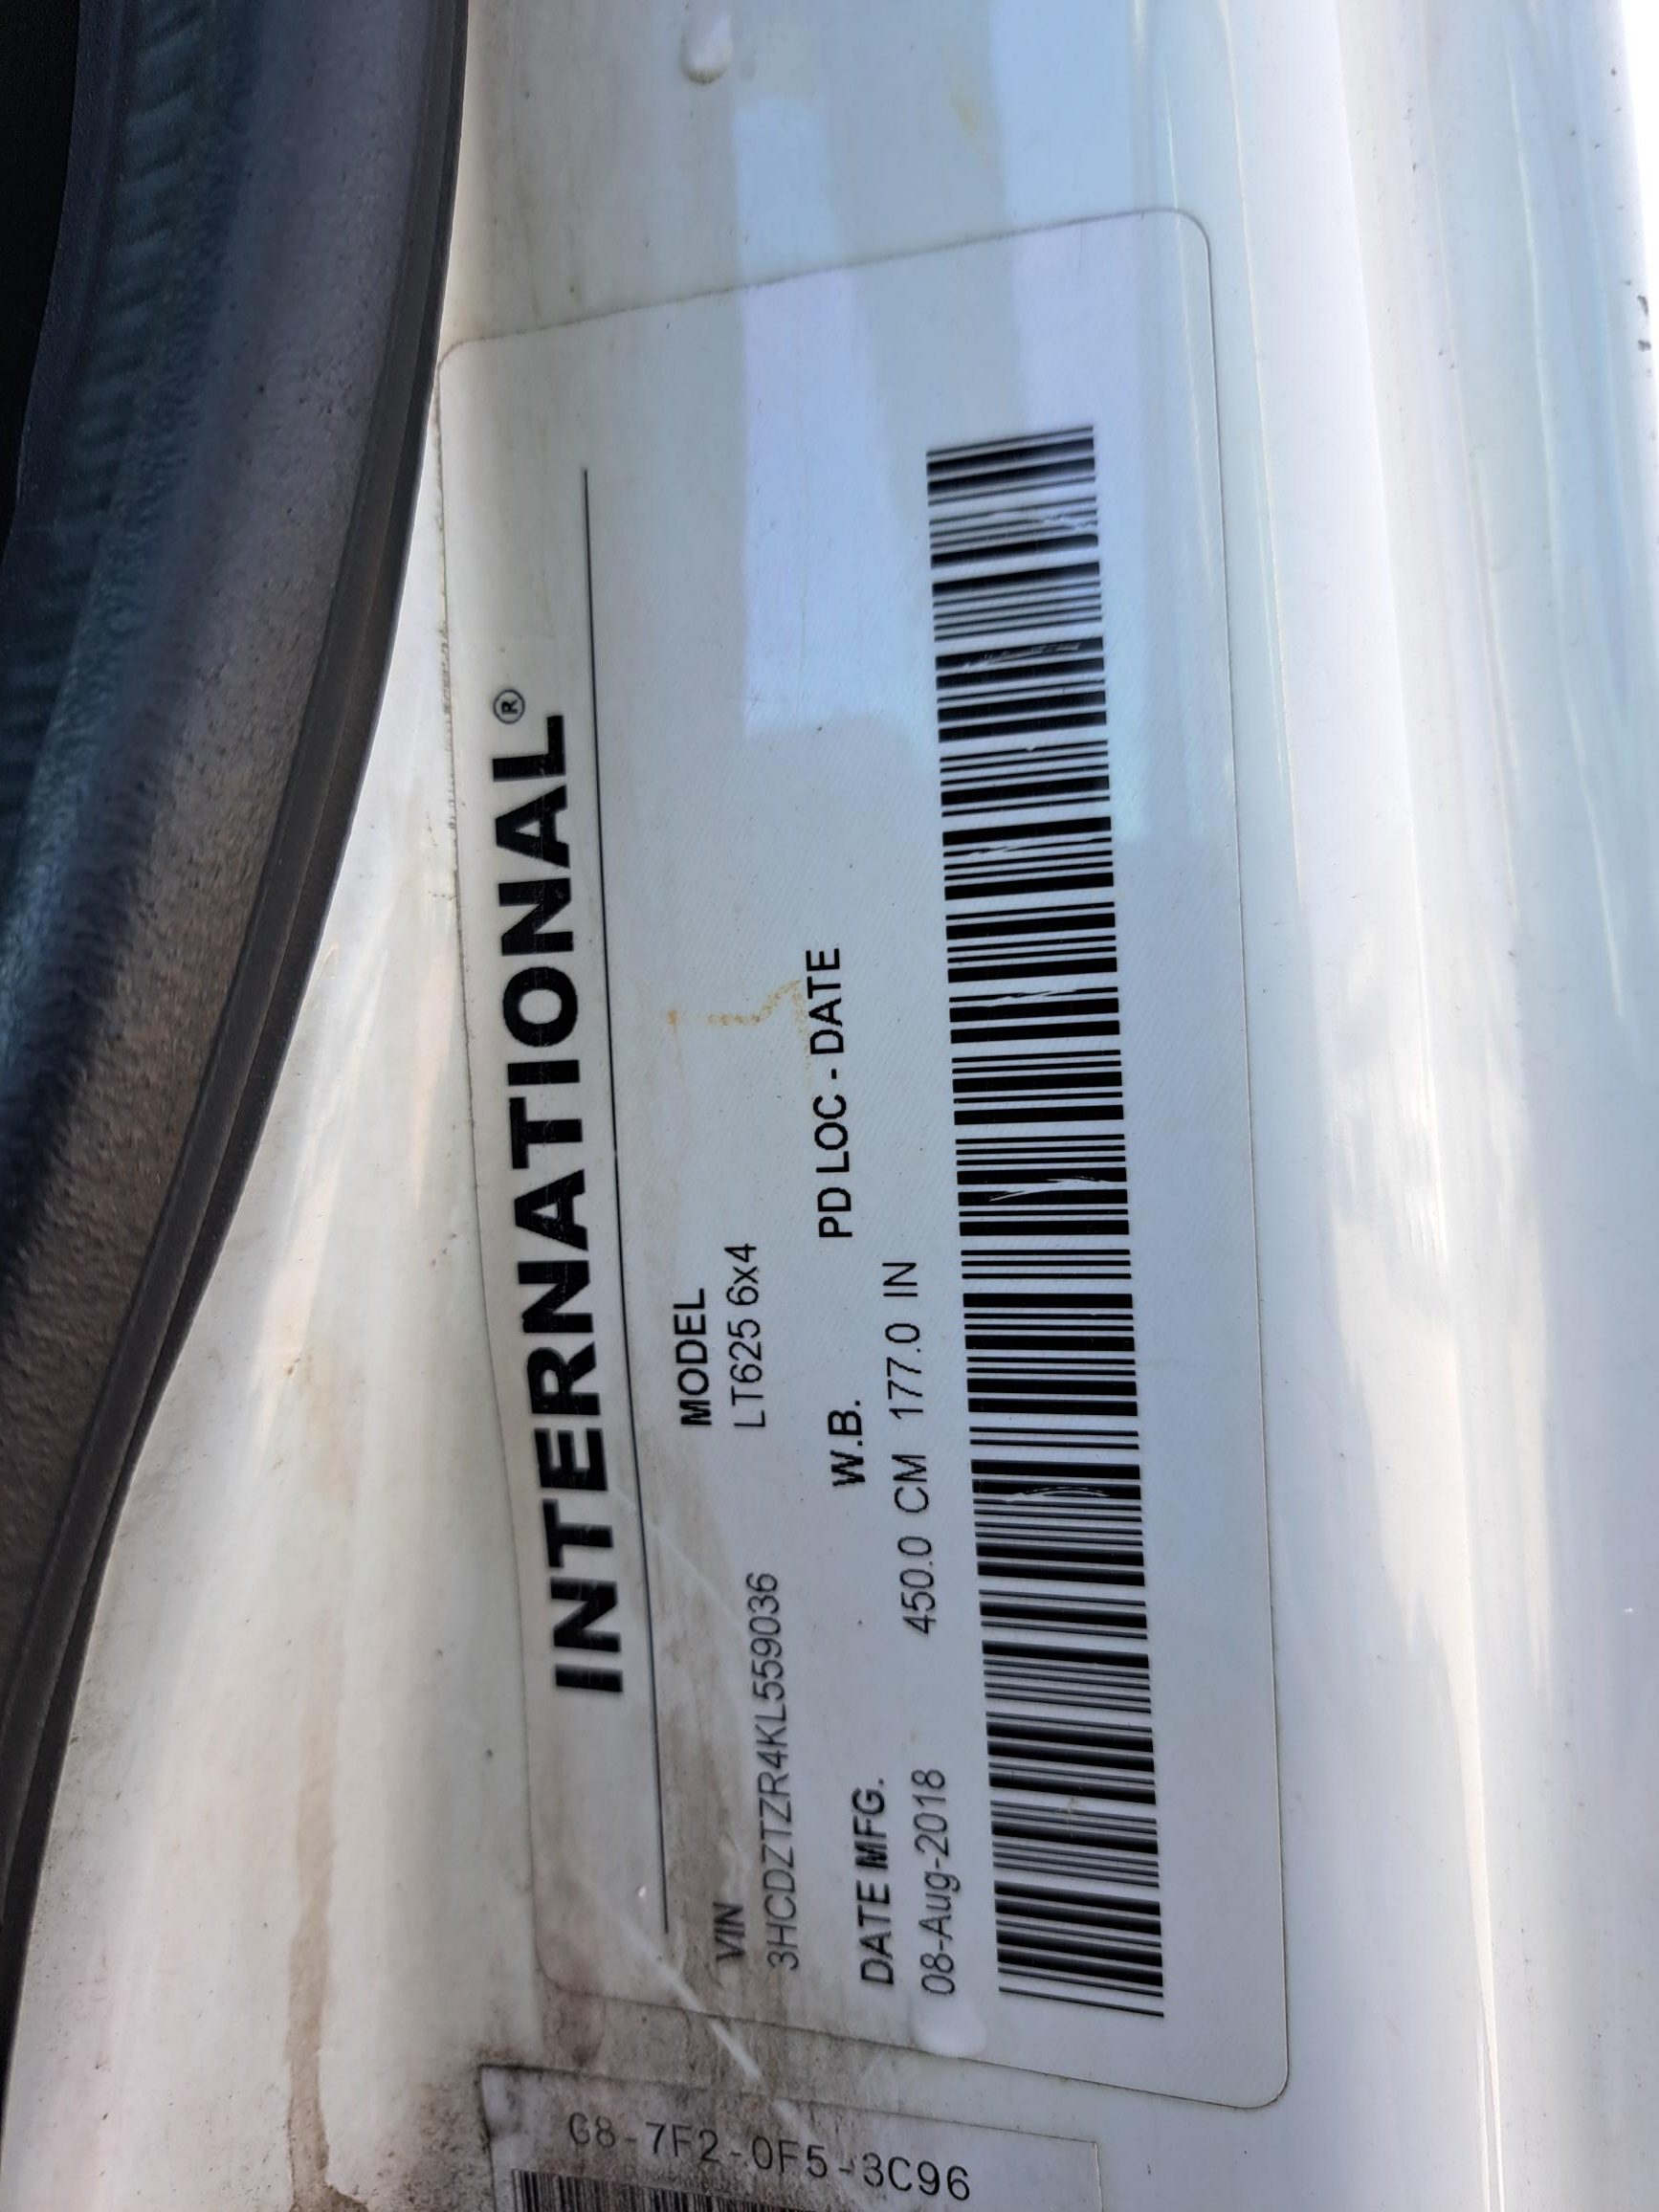 INTERNATIONAL®
VIN
3HCDZTZR4KL559036
MODEL
LT625 6x4
DATE MFG.
08-Aug-2018
W.B.
450.0 CM 177.0 IN
PD LOC - DATE
G8-7F2-0F5-3C96